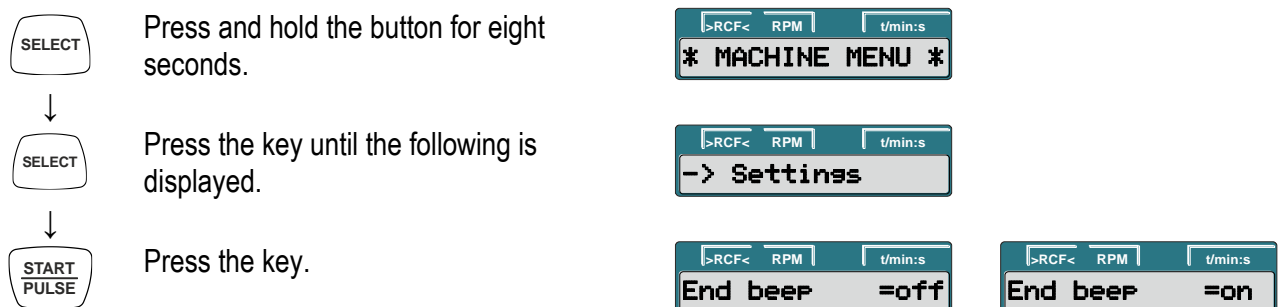 SELECT
Press and hold the button for eight
seconds.
>RCF< RPM t/min:s
* MACHINE MENU *
↓
SELECT
Press the key until the following is
displayed.
>RCF< RPM t/min:s
-> Settings
↓
START
PULSE
Press the key.
>RCF< RPM t/min:s
End beep =off
>RCF< RPM t/min:s
End beep =on